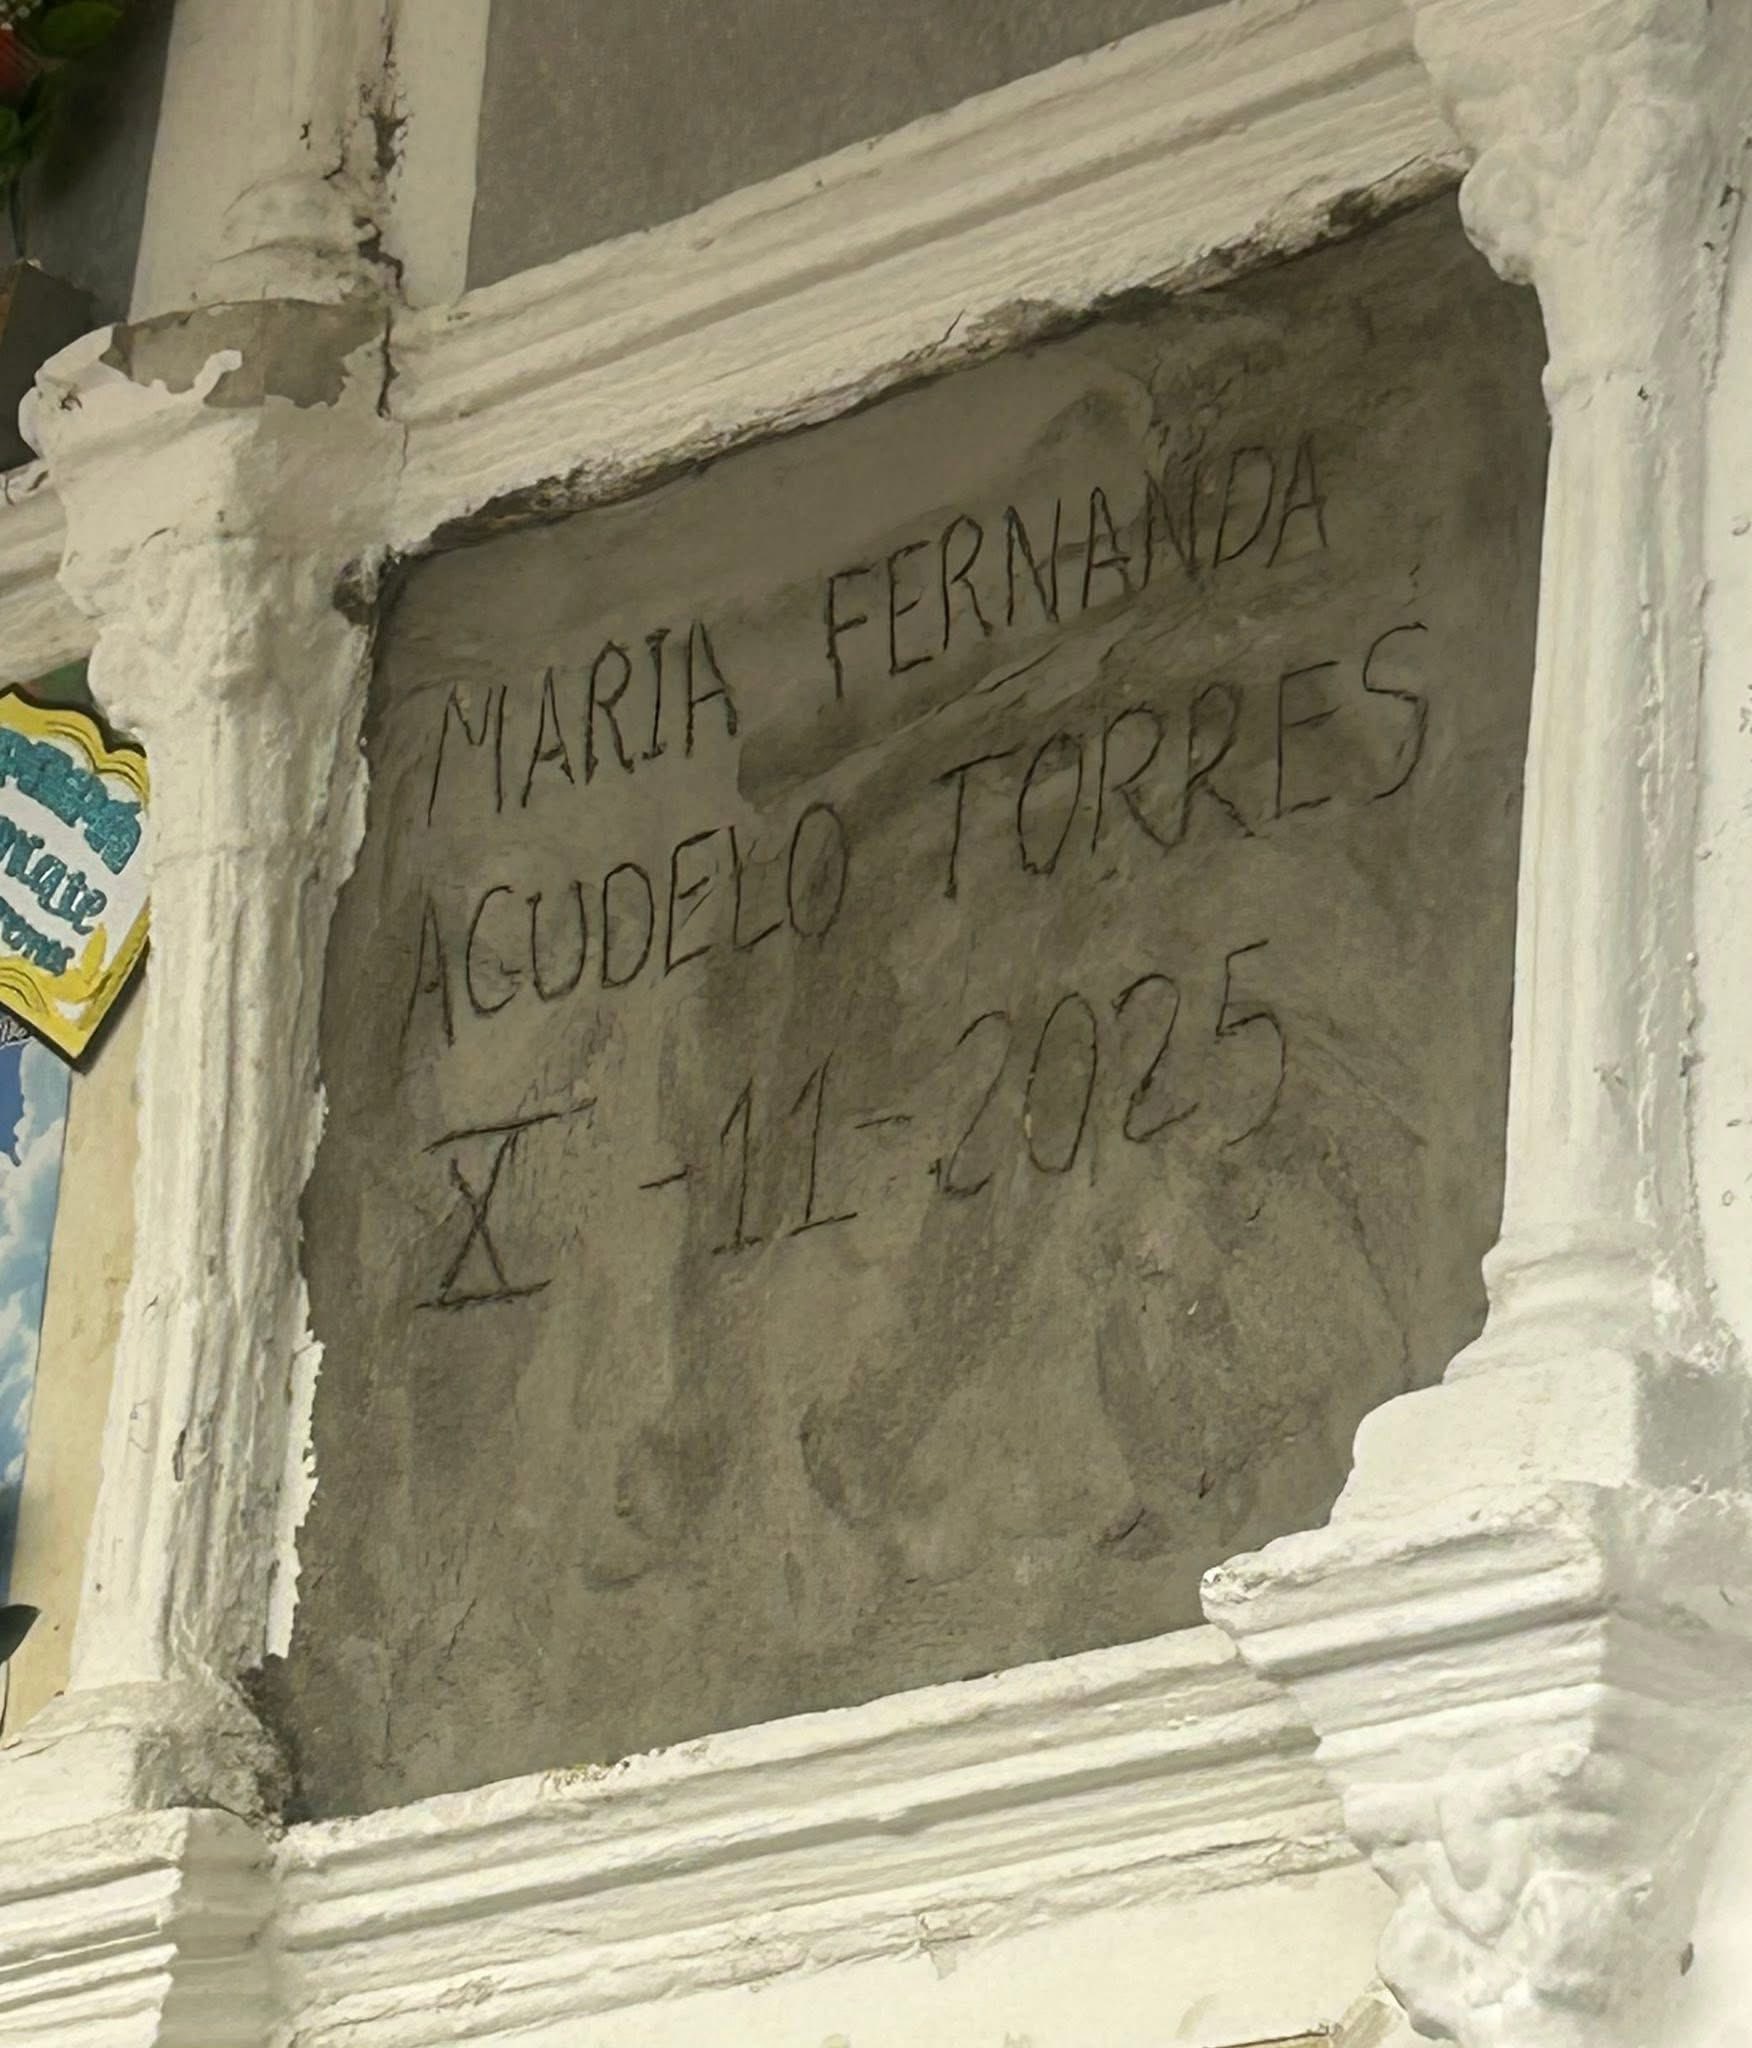 MARIA FERNANDA
ACUDELO TORRES
X -11-2025